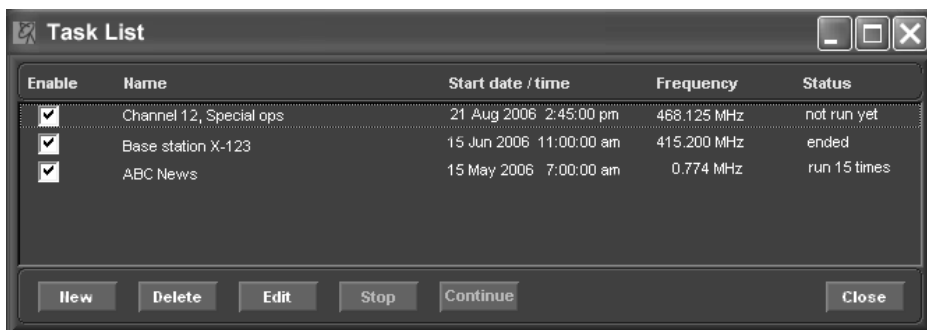 Task List
Enable Name Start date / time Frequency Status
Channel 12, Special ops 21 Aug 2006 2:45:00 pm 468.125 MHz not run yet
Base station X-123 15 Jun 2006 11:00:00 am 415.200 MHz ended
ABC News 15 May 2006 7:00:00 am 0.774 MHz run 15 times
New Delete Edit Stop Continue Close